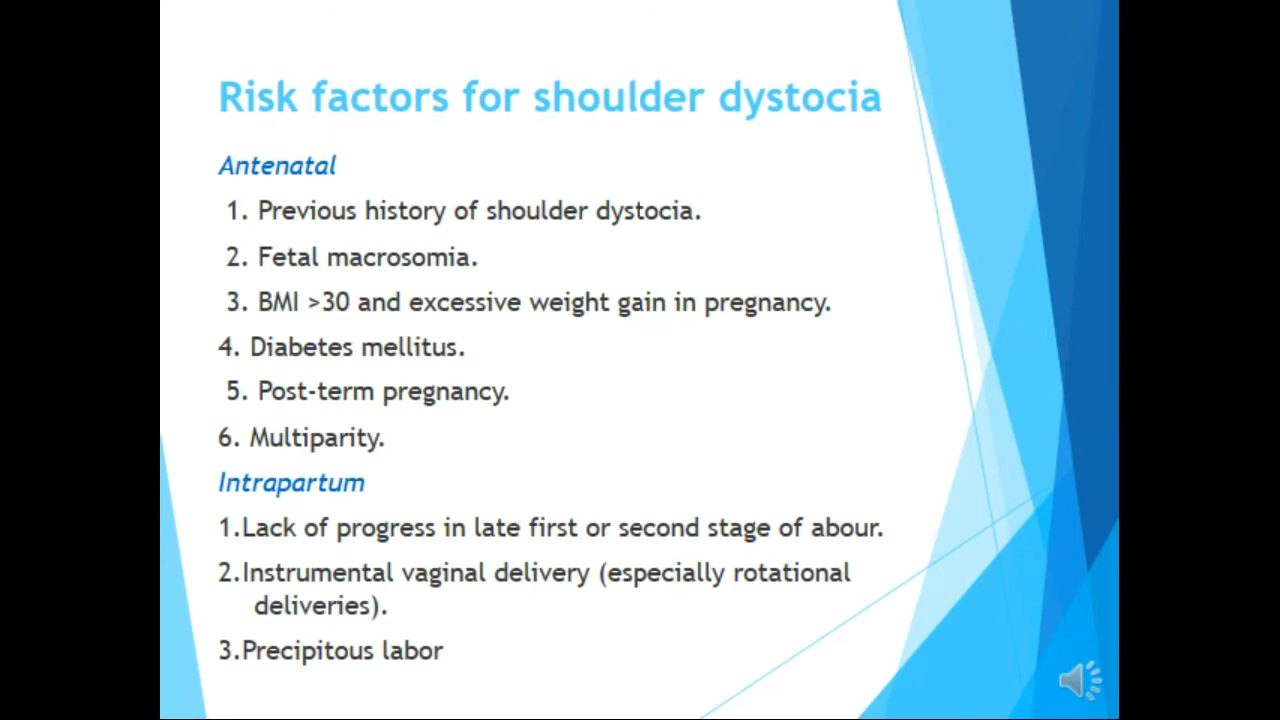 Risk factors for shoulder dystocia
Antenatal
1. Previous history of shoulder dystocia.
2. Fetal macrosomia.
3. BMI >30 and excessive weight gain in pregnancy.
4. Diabetes mellitus.
5. Post-term pregnancy.
6. Multiparity.
Intrapartum
1.Lack of progress in late first or second stage of abour.
2.Instrumental vaginal delivery (especially rotational
deliveries).
3.Precipitous labor